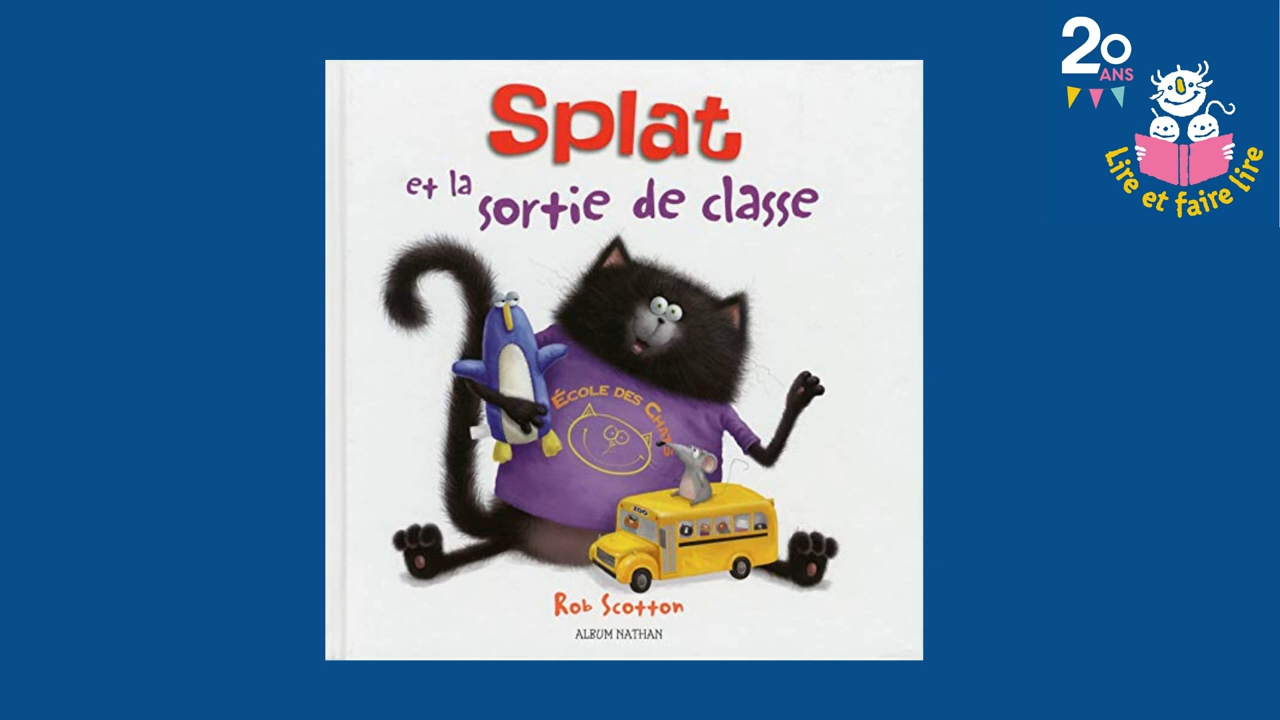 Splat
et la
sortie de classe
ÉCOLE DES CHATS
ZOO
Rob Scotton
ALBUM NATHAN
20
ANS
Lire et faire lire